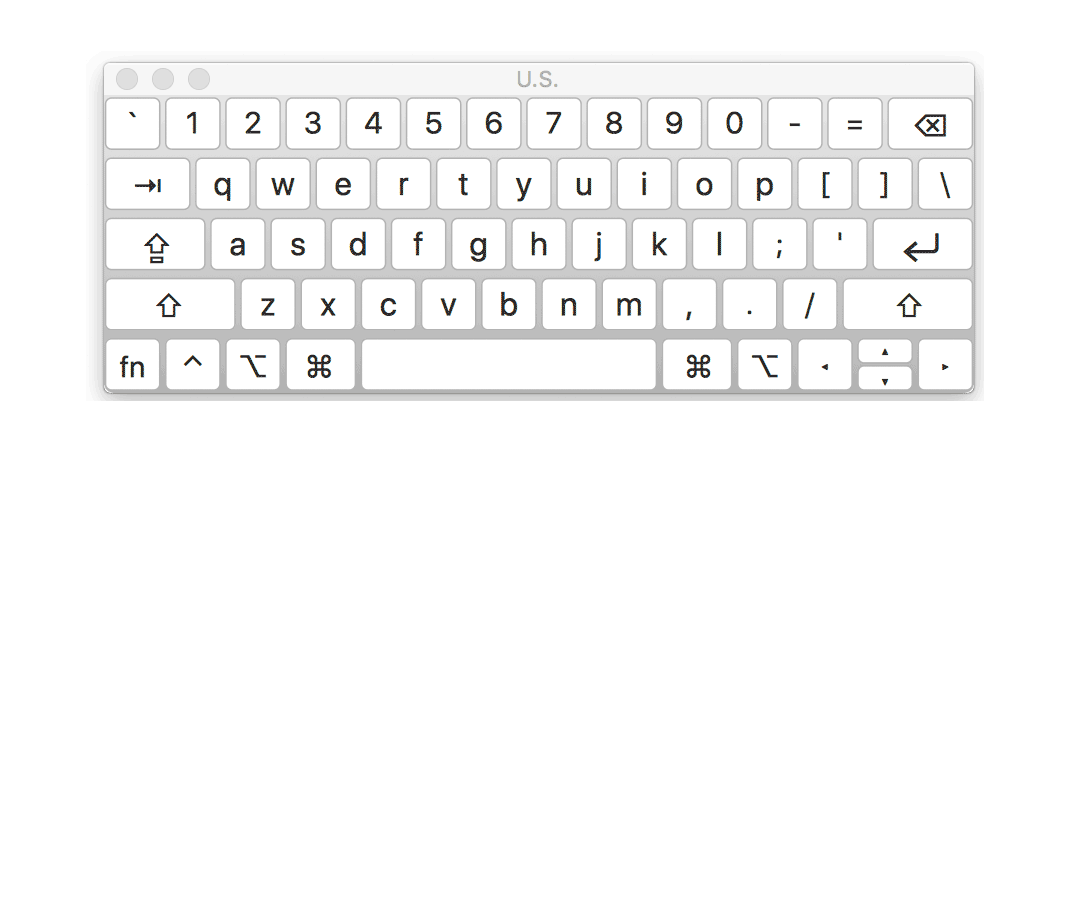 U.S.
` 1 2 3 4 5 6 7 8 9 0 - = ⌫
⇥ q w e r t y u i o p [ ] \
⇪ a s d f g h j k l ; ' ↵
⇧ z x c v b n m , . / ⇧
fn ^ ⌥ ⌘ ⌘ ⌥ ◂ ▴ ▾ ▸